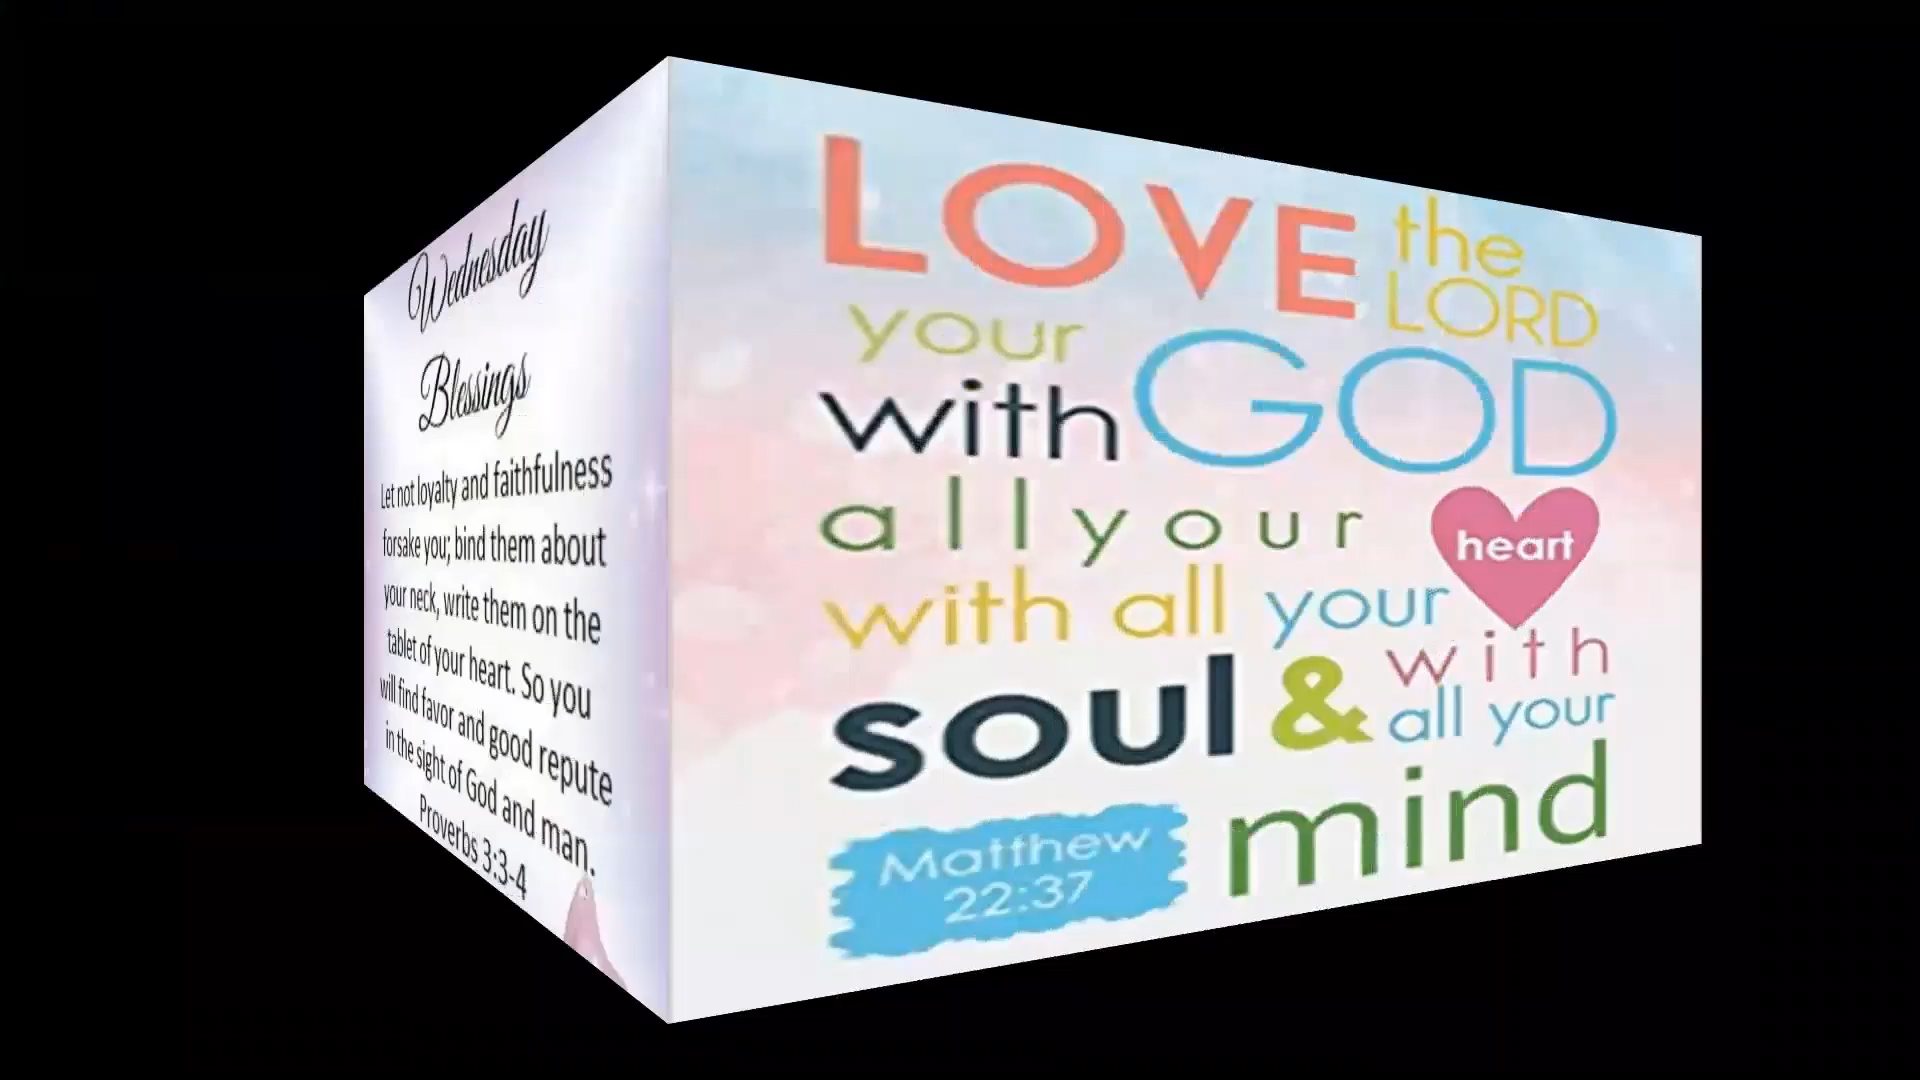 Wednesday
Blessings
Let not loyalty and faithfulness
forsake you; bind them about
your neck, write them on the
tablet of your heart. So you
will find favor and good repute
in the sight of God and man.
Proverbs 3:3-4
LOVE the
LORD
your GOD
with
all your heart
with all your
soul & with
all your
mind
Matthew
22:37